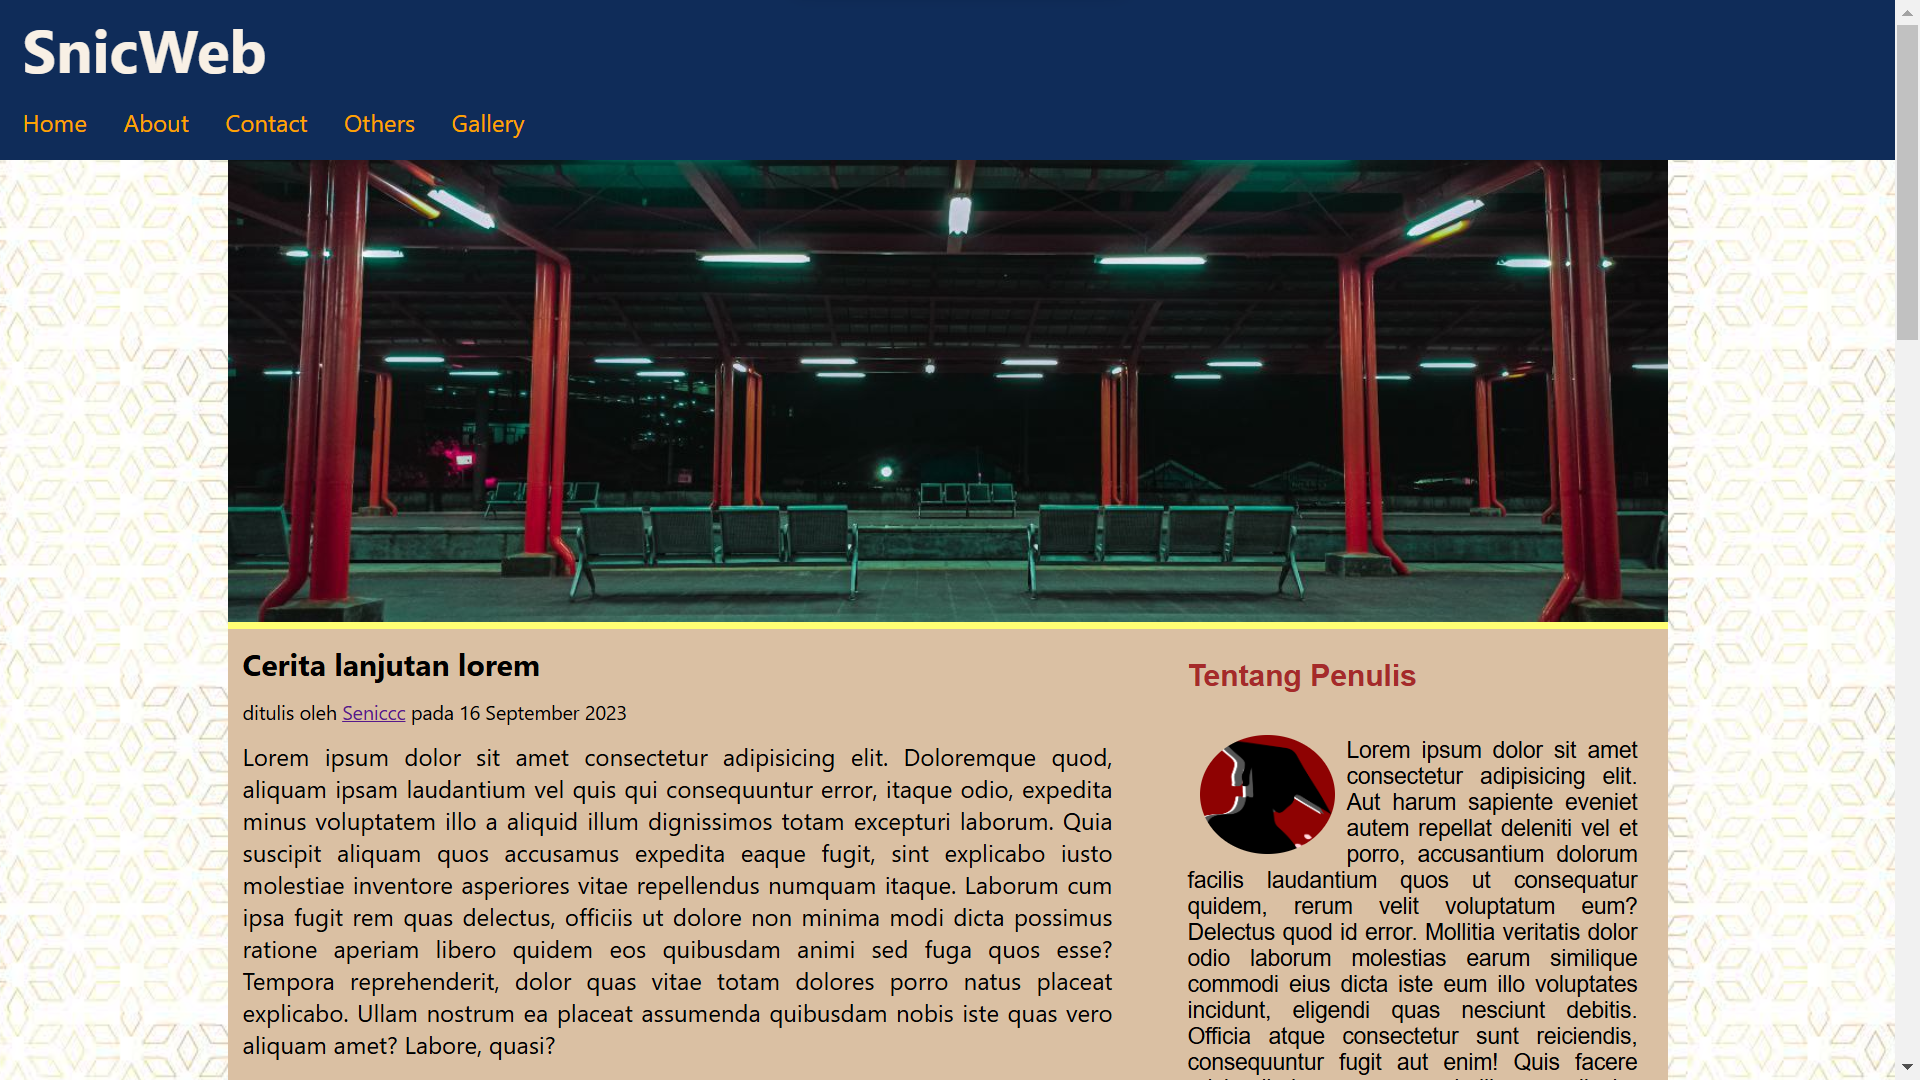 SnicWeb
Home About Contact Others Gallery
Cerita lanjutan lorem
ditulis oleh Seniccc pada 16 September 2023
Lorem ipsum dolor sit amet consectetur adipisicing elit. Doloremque quod,
aliquam ipsam laudantium vel quis qui consequuntur error, itaque odio, expedita
minus voluptatem illo a aliquid illum dignissimos totam excepturi laborum. Quia
suscipit aliquam quos accusamus expedita eaque fugit, sint explicabo iusto
molestiae inventore asperiores vitae repellendus numquam itaque. Laborum cum
ipsa fugit rem quas delectus, officiis ut dolore non minima modi dicta possimus
ratione aperiam libero quidem eos quibusdam animi sed fuga quos esse?
Tempora reprehenderit, dolor quas vitae totam dolores porro natus placeat
explicabo. Ullam nostrum ea placeat assumenda quibusdam nobis iste quas vero
aliquam amet? Labore, quasi?
Tentang Penulis
Lorem ipsum dolor sit amet
consectetur adipisicing elit.
Aut harum sapiente eveniet
autem repellat deleniti vel et
porro, accusantium dolorum
facilis laudantium quos ut consequatur
quidem, rerum velit voluptatum eum?
Delectus quod id error. Mollitia veritatis dolor
odio laborum molestias earum similique
commodi eius dicta iste eum illo voluptates
incidunt, eligendi quas nesciunt debitis.
Officia atque consectetur sunt reiciendis,
consequuntur fugit aut enim! Quis facere